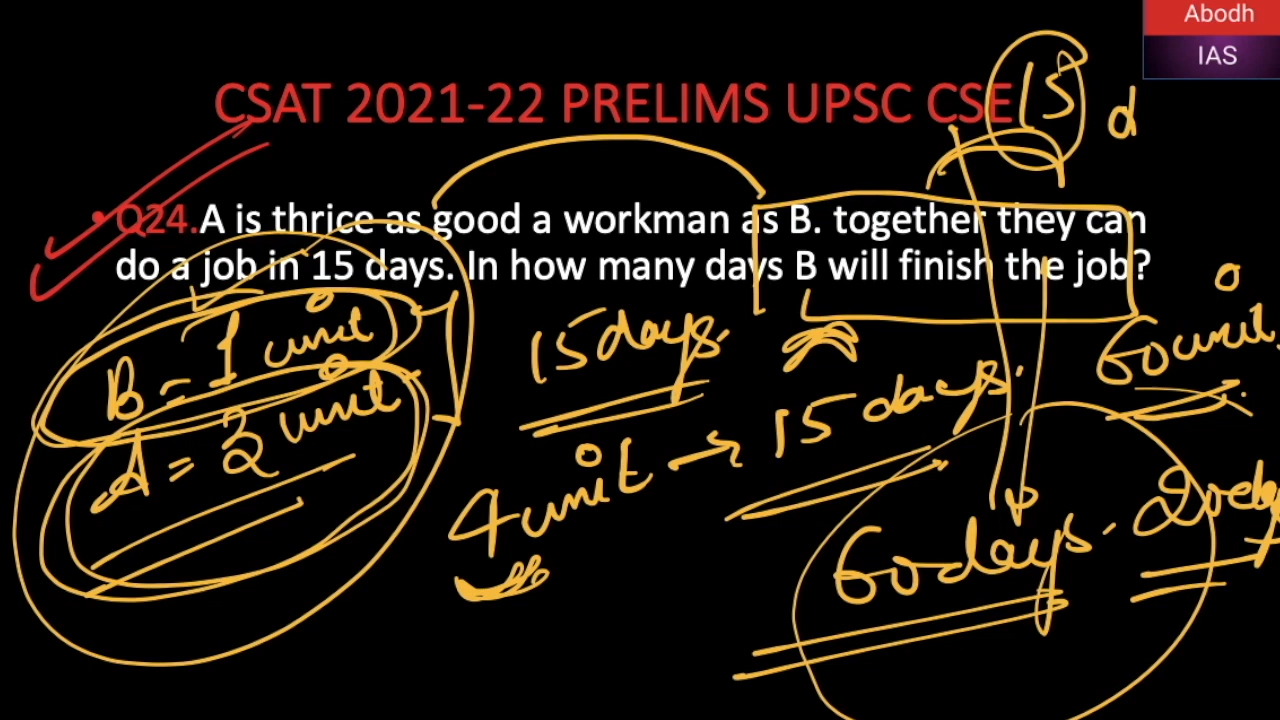 Abodh
IAS
CSAT 2021-22 PRELIMS UPSC CSE
15 d
• Q24.A is thrice as good a workman as B. together they can
do a job in 15 days. In how many days B will finish the job?
B = 1 unit
15 days.
60 unit
A = 3 unit
4 unit → 15 days.
60 days.